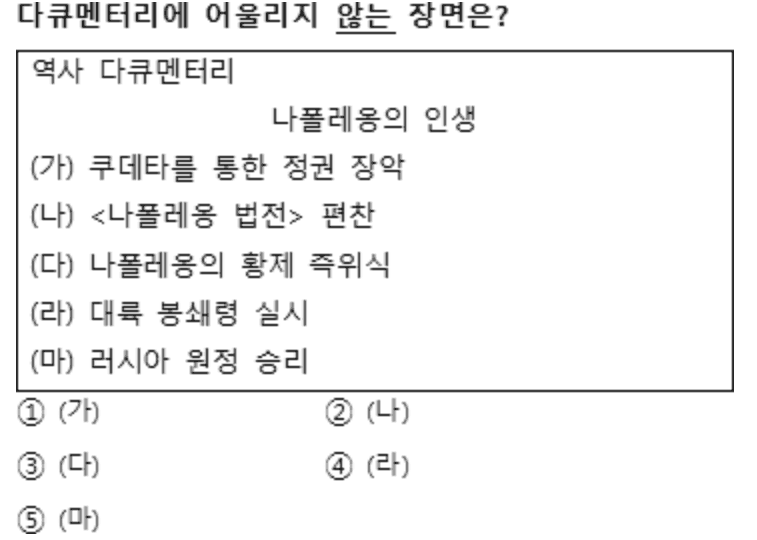 다큐멘터리에 어울리지 않는 장면은?
역사 다큐멘터리
나폴레옹의 인생
(가) 쿠데타를 통한 정권 장악
(나) <나폴레옹 법전> 편찬
(다) 나폴레옹의 황제 즉위식
(라) 대륙 봉쇄령 실시
(마) 러시아 원정 승리
① (가) ② (나)
③ (다) ④ (라)
⑤ (마)